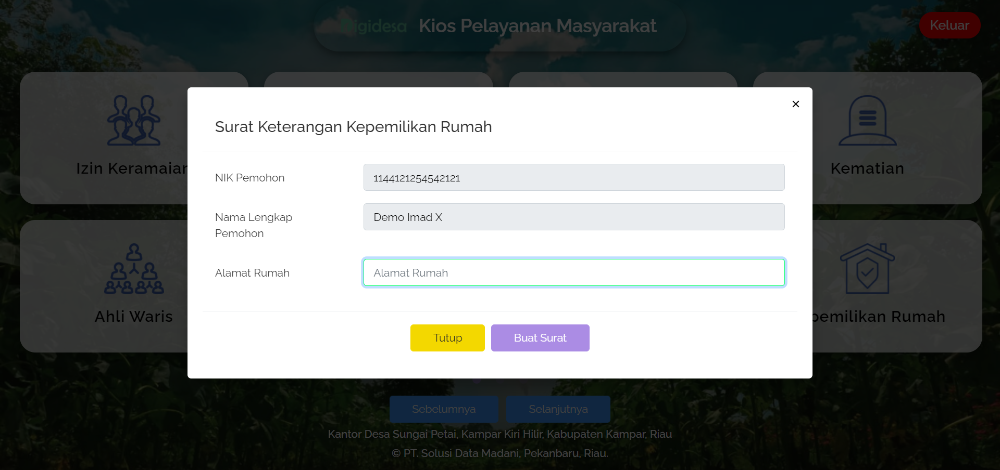 Digidesa Kios Pelayanan Masyarakat
Keluar
Surat Keterangan Kepemilikan Rumah
NIK Pemohon
1144121254542121
Nama Lengkap
Pemohon
Demo Imad X
Alamat Rumah
Alamat Rumah
Tutup
Buat Surat
Izin Keramaian
Kematian
Ahli Waris
pemilikan Rumah
Sebelumnya
Selanjutnya
Kantor Desa Sungai Petai, Kampar Kiri Hilir, Kabupaten Kampar, Riau
© PT. Solusi Data Madani, Pekanbaru, Riau.